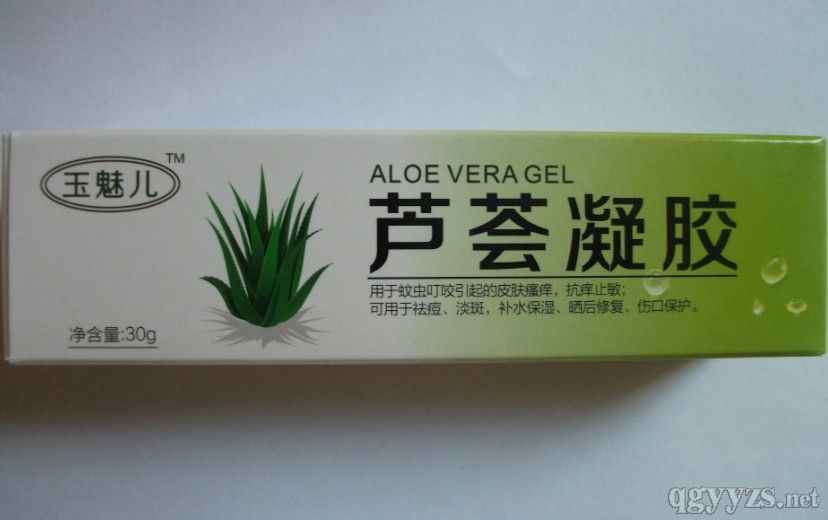 玉魅儿 TM
ALOE VERA GEL
芦荟凝胶
用于蚊虫叮咬引起的皮肤瘙痒，抗痒止敏；
可用于祛痘、淡斑，补水保湿、晒后修复、伤口保护。
净含量:30g
qgyyzs.net